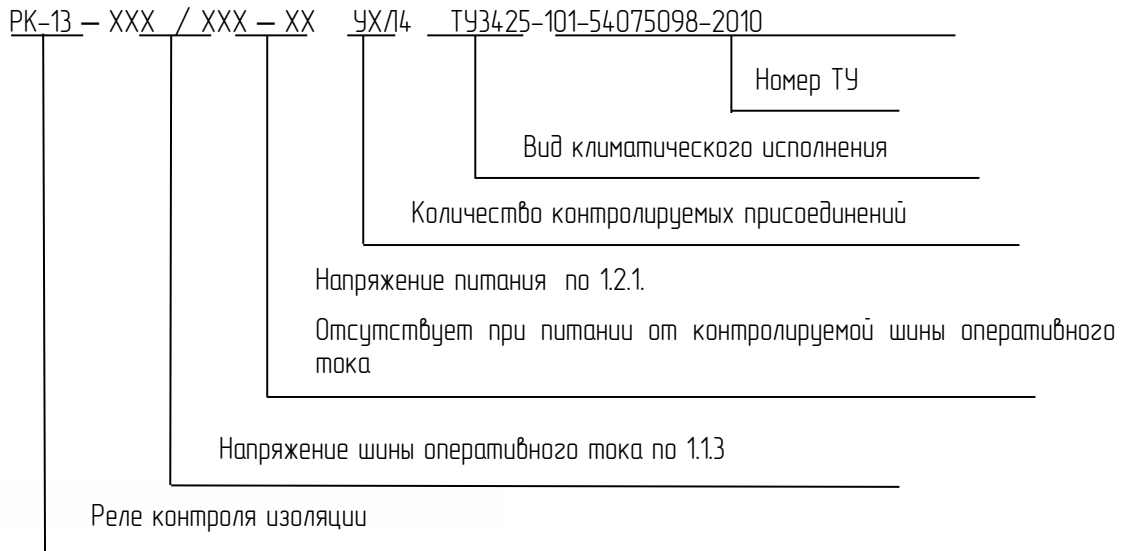 РК-13 – ХХХ / ХХХ – ХХ УХЛ4 ТУ3425-101-54075098-2010
Номер ТУ
Вид климатического исполнения
Количество контролируемых присоединений
Напряжение питания по 1.2.1.
Отсутствует при питании от контролируемой шины оперативного
тока
Напряжение шины оперативного тока по 1.1.3
Реле контроля изоляции